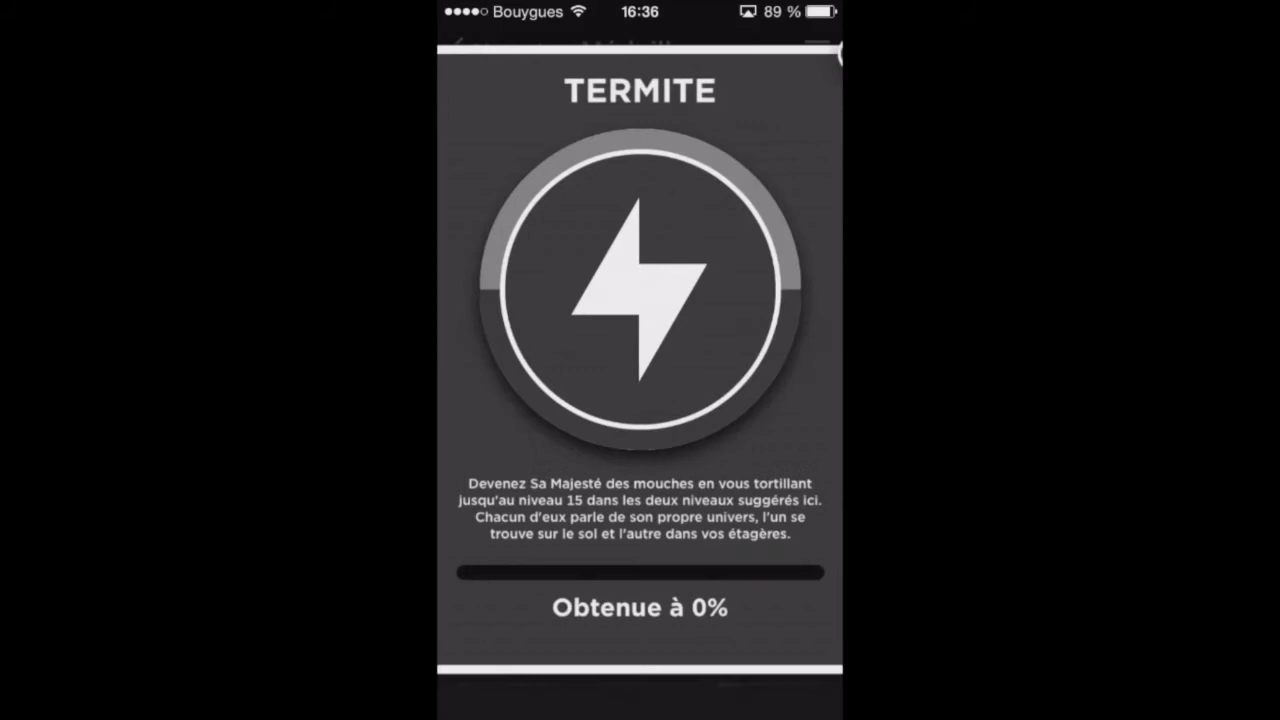 Bouygues 16:36 89 %
TERMITE
Devenez Sa Majesté des mouches en vous tortillant
jusqu'au niveau 15 dans les deux niveaux suggérés ici.
Chacun d'eux parle de son propre univers, l'un se
trouve sur le sol et l'autre dans vos étagères.
Obtenue à 0%